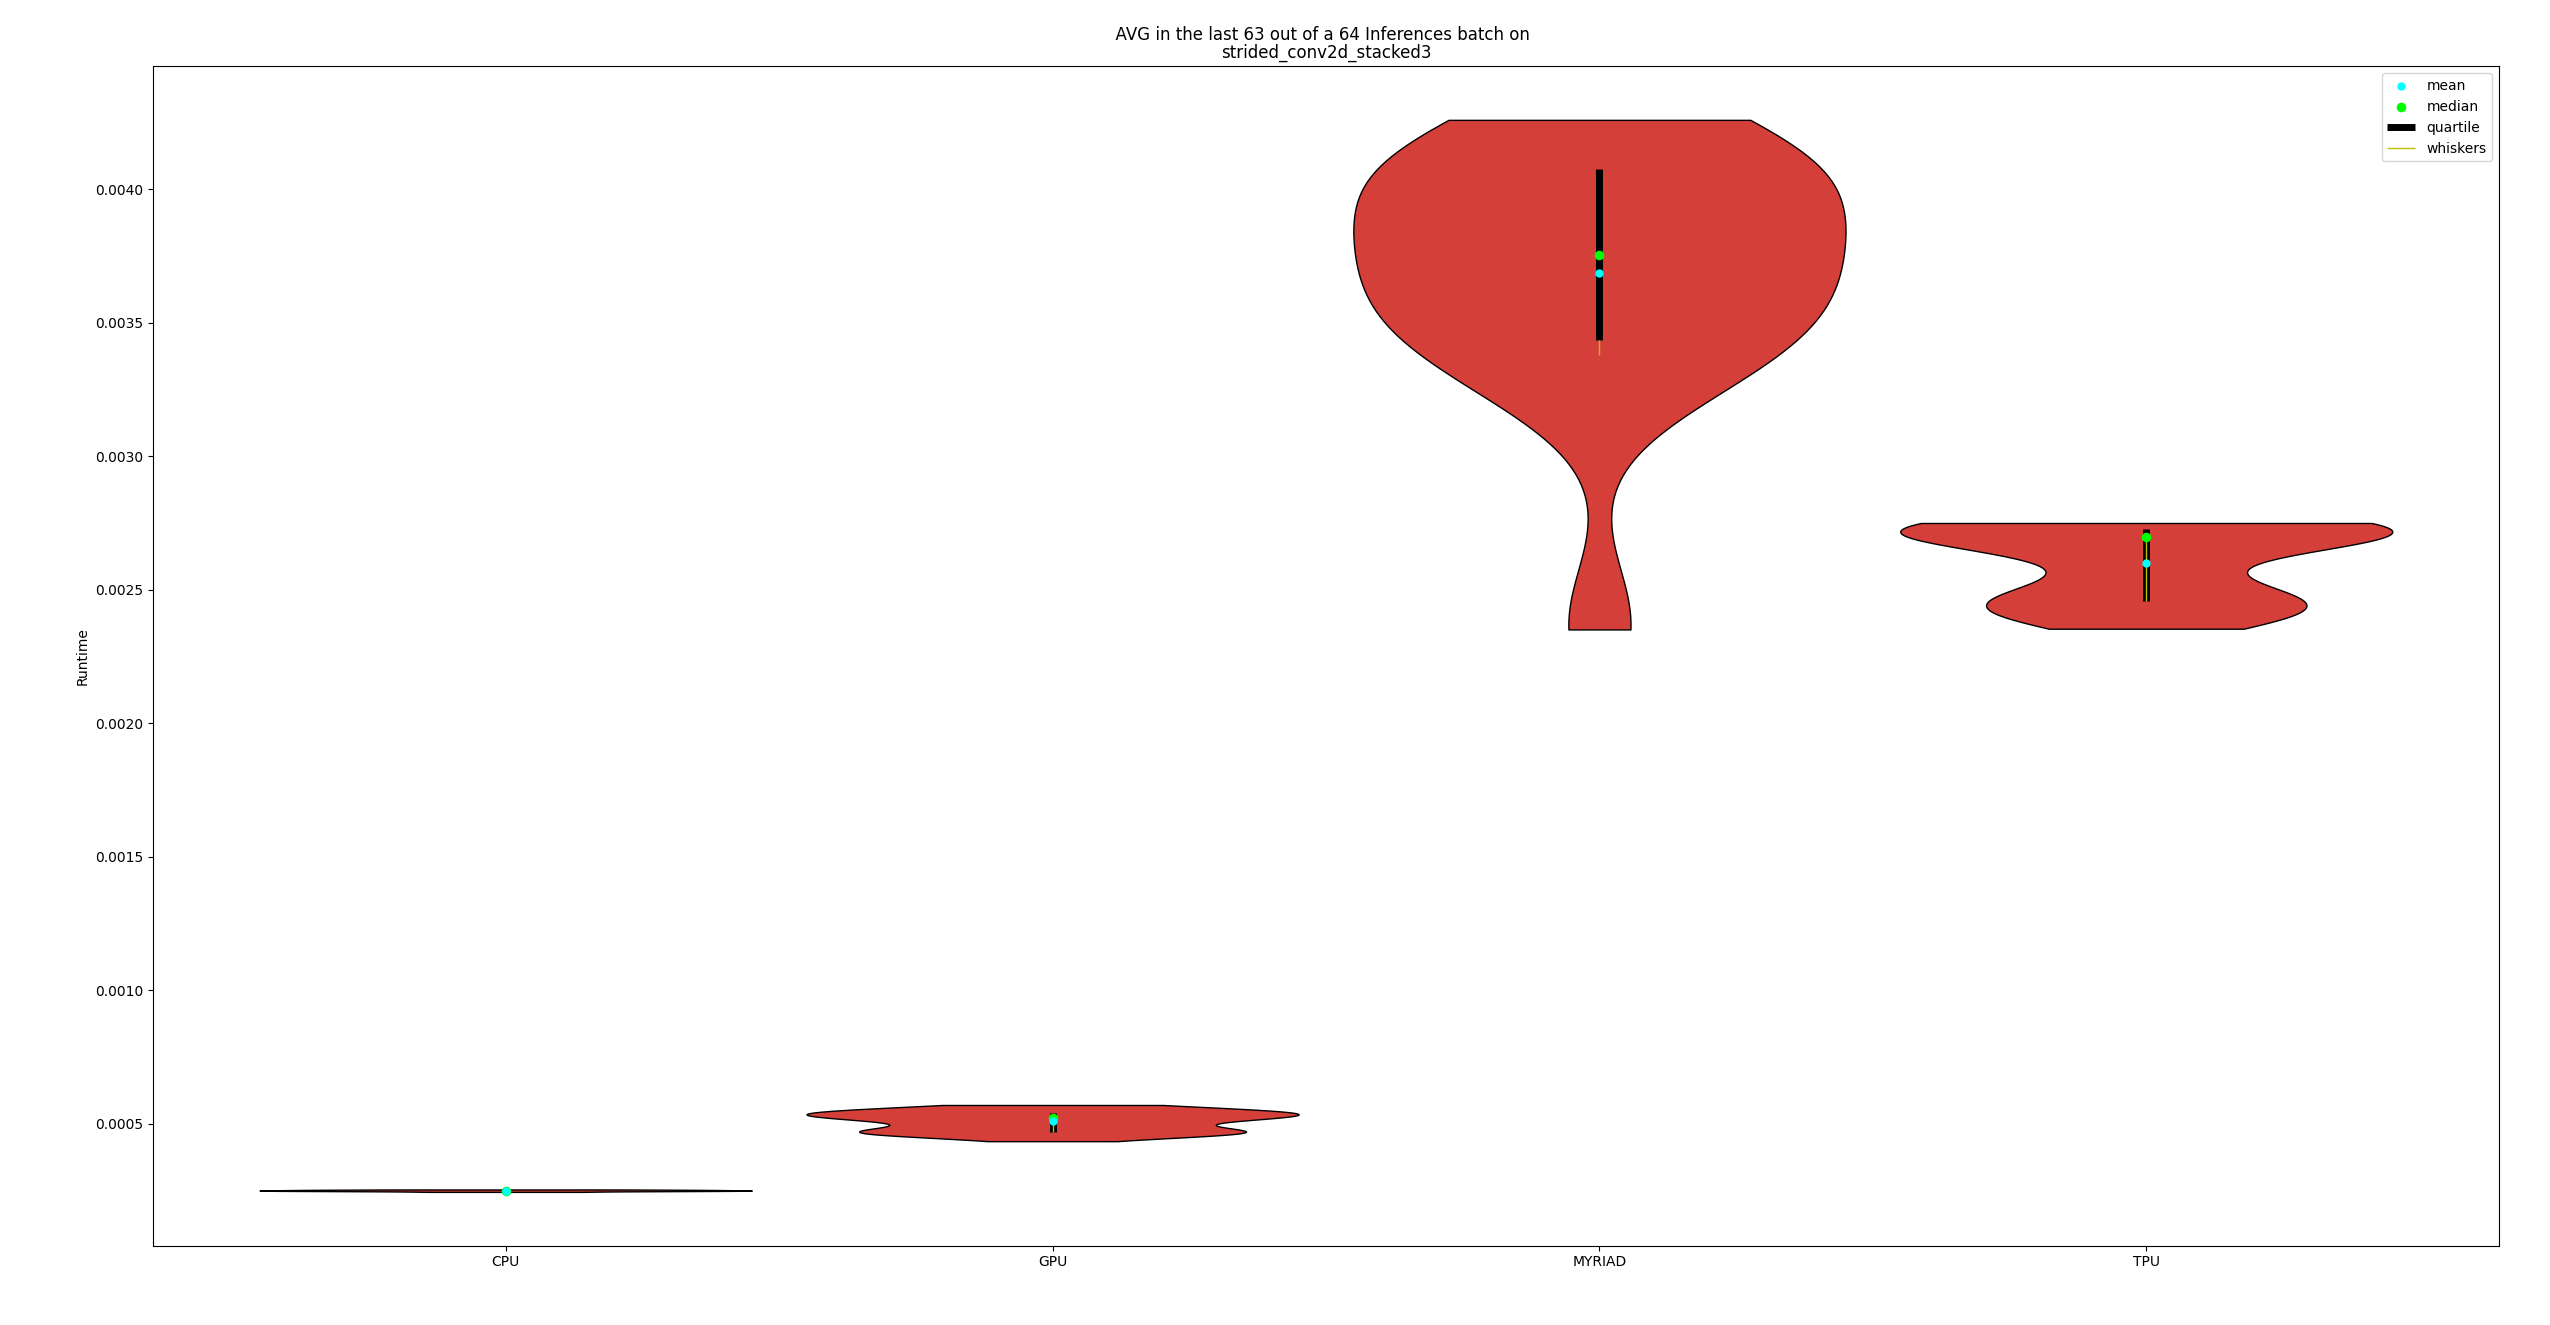 AVG in the last 63 out of a 64 Inferences batch on
strided_conv2d_stacked3
mean
median
quartile
whiskers
0.0040
0.0035
0.0030
0.0025
0.0020
0.0015
0.0010
0.0005
Runtime
CPU
GPU
MYRIAD
TPU